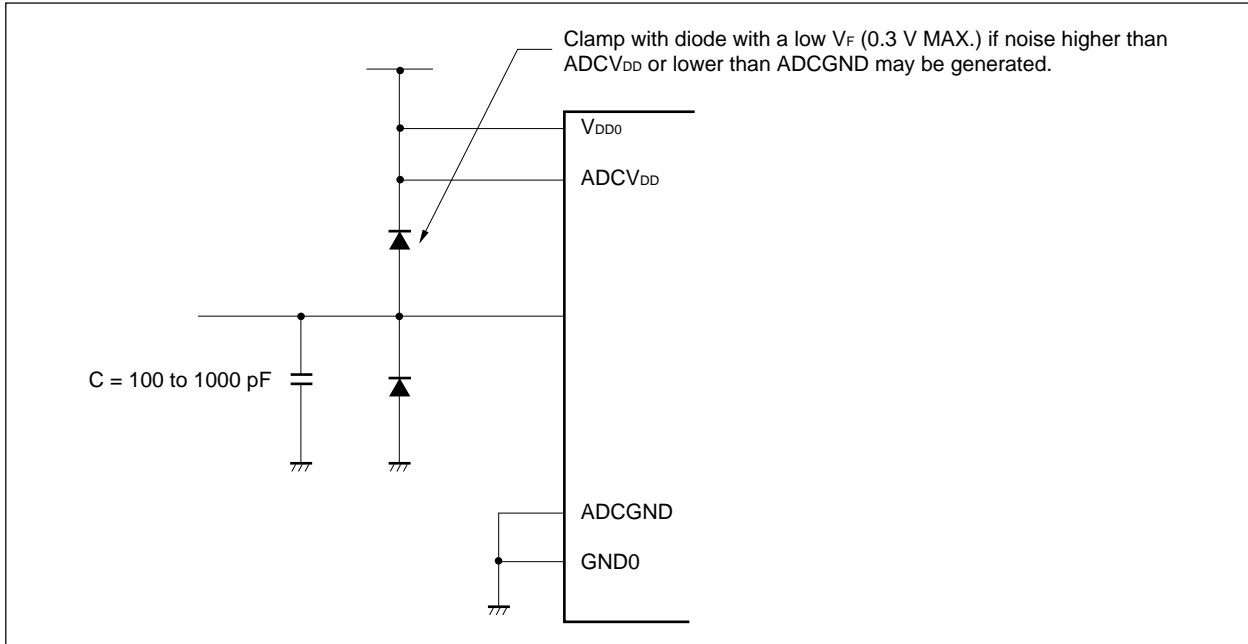 Clamp with diode with a low VF (0.3 V MAX.) if noise higher than
ADCVDD or lower than ADCGND may be generated.
VDD0
ADCVDD
C = 100 to 1000 pF
ADCGND
GND0